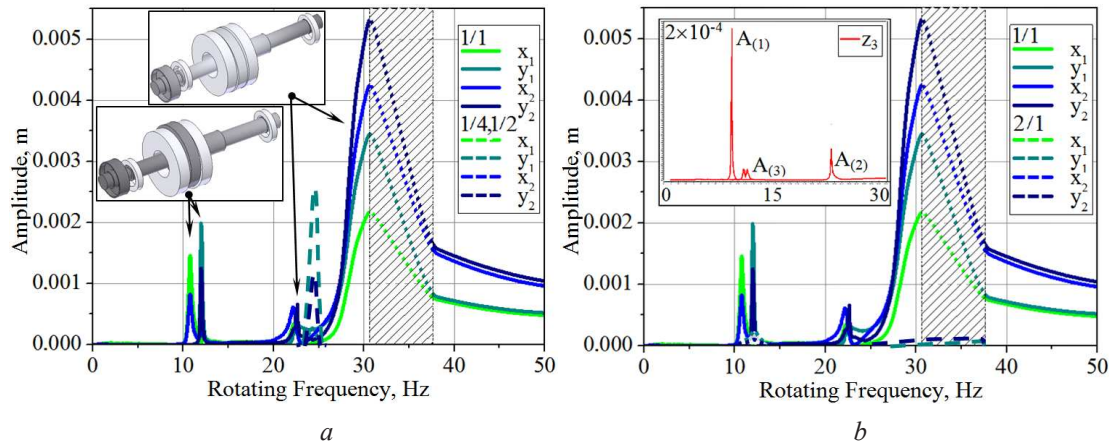 0.005
0.004
0.003
0.002
0.001
0.000
Amplitude, m
0 10 20 30 40 50
Rotating Frequency, Hz
1/1
x1
y1
x2
y2
1/4,1/2
x1
y1
x2
y2
a
0.005
0.004
0.003
0.002
0.001
0.000
Amplitude, m
0 10 20 30 40 50
Rotating Frequency, Hz
2×10-4
A(1)
z3
A(3)
A(2)
0 15 30
1/1
x1
y1
x2
y2
2/1
x1
y1
x2
y2
b